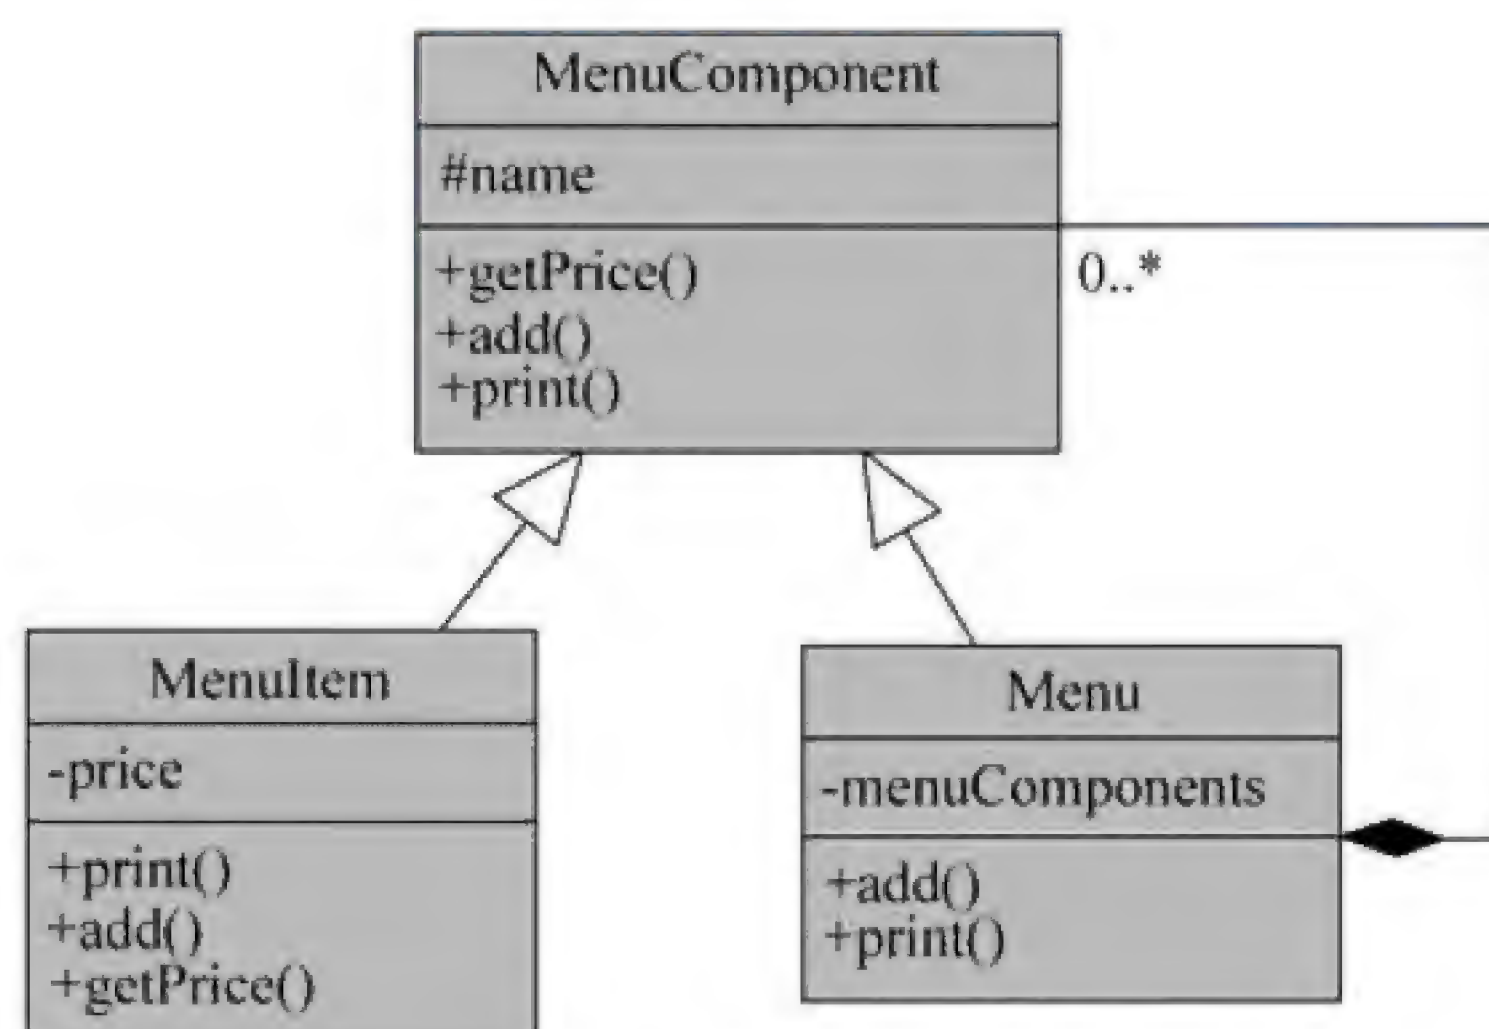 MenuComponent
#name
+getPrice()
+add()
+print()
0..*
MenuItem
-price
+print()
+add()
+getPrice()
Menu
-menuComponents
+add()
+print()